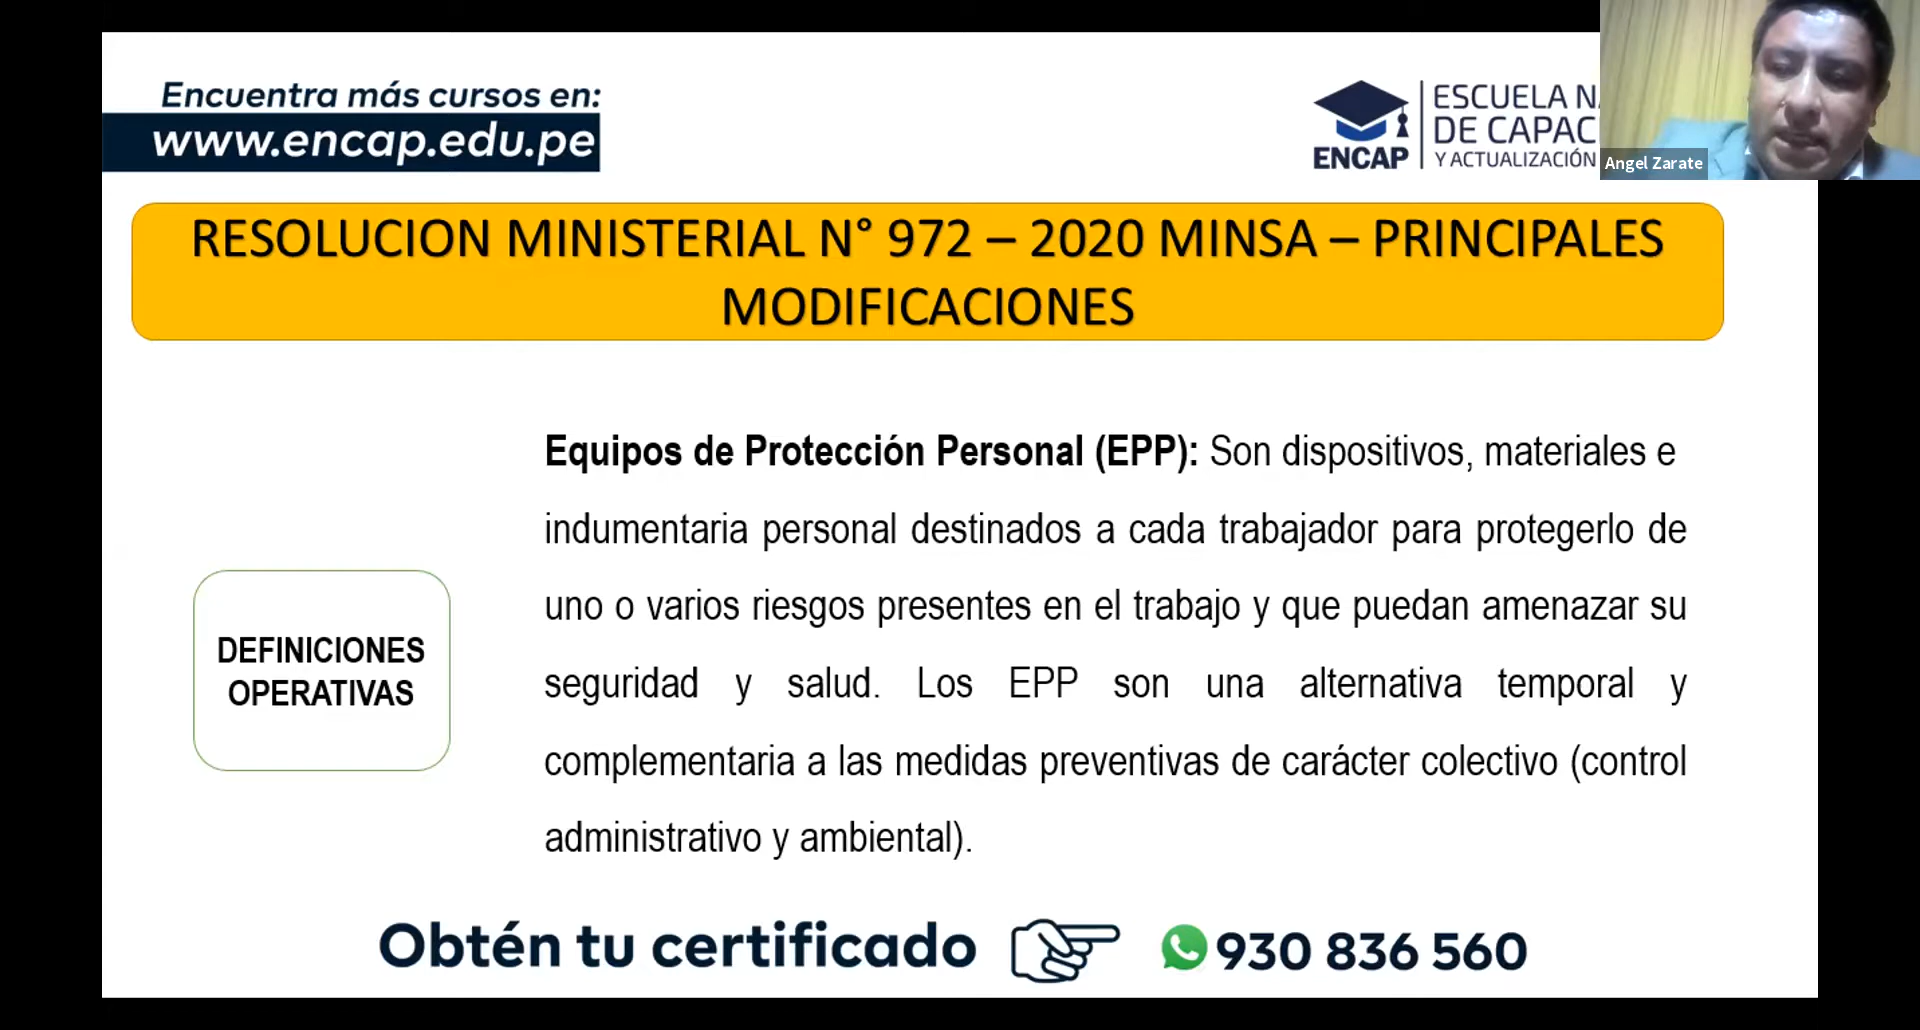 Encuentra más cursos en:
www.encap.edu.pe
ENCAP
ESCUELA
DE
Y ACTUALIZACIÓN
Angel Zarate
RESOLUCION MINISTERIAL N° 972 – 2020 MINSA – PRINCIPALES
MODIFICACIONES
Equipos de Protección Personal (EPP): Son dispositivos, materiales e
indumentaria personal destinados a cada trabajador para protegerlo de
uno o varios riesgos presentes en el trabajo y que puedan amenazar su
seguridad y salud. Los EPP son una alternativa temporal y
complementaria a las medidas preventivas de carácter colectivo (control
administrativo y ambiental).
DEFINICIONES
OPERATIVAS
Obtén tu certificado
930 836 560